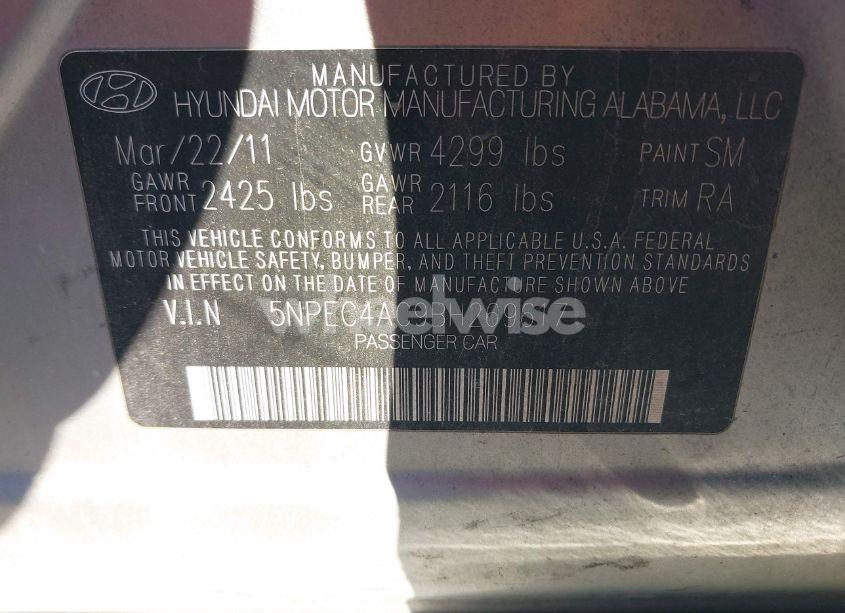 MANUFACTURED BY
HYUNDAI MOTOR MANUFACTURING ALABAMA, LLC
Mar/22/11 GVWR 4299 lbs PAINT SM
GAWR FRONT 2425 lbs GAWR REAR 2116 lbs TRIM RA
THIS VEHICLE CONFORMS TO ALL APPLICABLE U.S.A. FEDERAL
MOTOR VEHICLE SAFETY, BUMPER, AND THEFT PREVENTION STANDARDS
IN EFFECT ON THE DATE OF MANUFACTURE SHOWN ABOVE
V.I.N
PASSENGER CAR